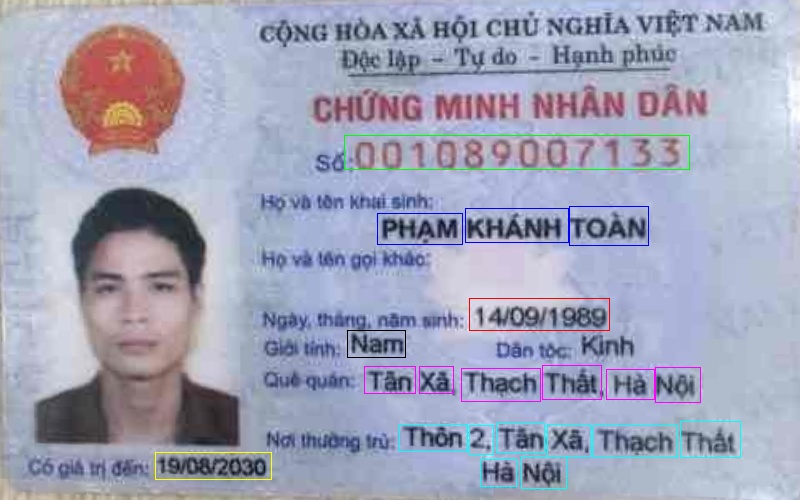 CỘNG HÒA XÃ HỘI CHỦ NGHĨA VIỆT NAM
Độc lập - Tự do - Hạnh phúc
CHỨNG MINH NHÂN DÂN
Số: 001089007133
Họ và tên khai sinh:
PHẠM KHÁNH TOÀN
Họ và tên gọi khác:
Ngày, tháng, năm sinh: 14/09/1989
Giới tính: Nam Dân tộc: Kinh
Quê quán: Tân Xã, Thạch Thất, Hà Nội
Nơi thường trú: Thôn 2, Tân Xã, Thạch Thất
Hà Nội
Có giá trị đến: 19/08/2030